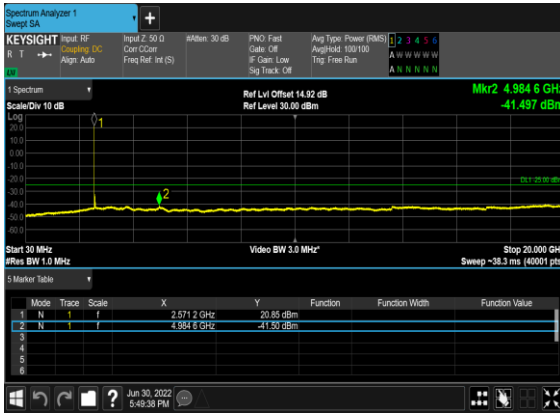 Spectrum Analyzer 1
Swept SA
KEYSIGHT Input: RF Input Z: 50 Ω #Atten: 30 dB PNO: Fast Avg Type: Power (RMS) 1 2 3 4 5 6
R T Coupling: DC Corr CCorr Gate: Off Avg|Hold: 100/100 A W W W W W
Align: Auto Freq Ref: Int (S) IF Gain: Low Trig: Free Run
Sig Track: Off A N N N N N
1 Spectrum Ref Lvl Offset 14.92 dB Mkr2 4.984 6 GHz
Scale/Div 10 dB Ref Level 30.00 dBm -41.497 dBm
Log
20.0
10.0
0.00
-10.0
-20.0
-30.0
-40.0
-50.0
-60.0
1
2
DL1 -25.00 dBm
Start 30 MHz Video BW 3.0 MHz* Stop 20.000 GHz
#Res BW 1.0 MHz Sweep ~38.3 ms (40001 pts)
5 Marker Table
Mode Trace Scale X Y Function Function Width Function Value
1 N 1 f 2.571 2 GHz 20.85 dBm
2 N 1 f 4.984 6 GHz -41.50 dBm
3
4
5
6
Jun 30, 2022
5:49:38 PM